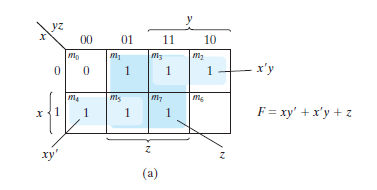 y
yz
x
00 01 11 10
m0 m1 m3 m2
0 0 1 1 1 x'y
m4 m5 m7 m6
x 1 1 1 1 F = xy' + x'y + z
xy' z z
(a)